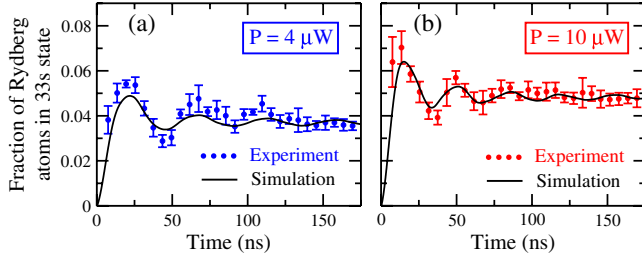 Fraction of Rydberg
atoms in 33s state
0.08
0.06
0.04
0.02
0
(a)
P = 4 μW
Experiment
Simulation
0
50
100
150
Time (ns)
(b)
P = 10 μW
Experiment
Simulation
0
50
100
150
Time (ns)